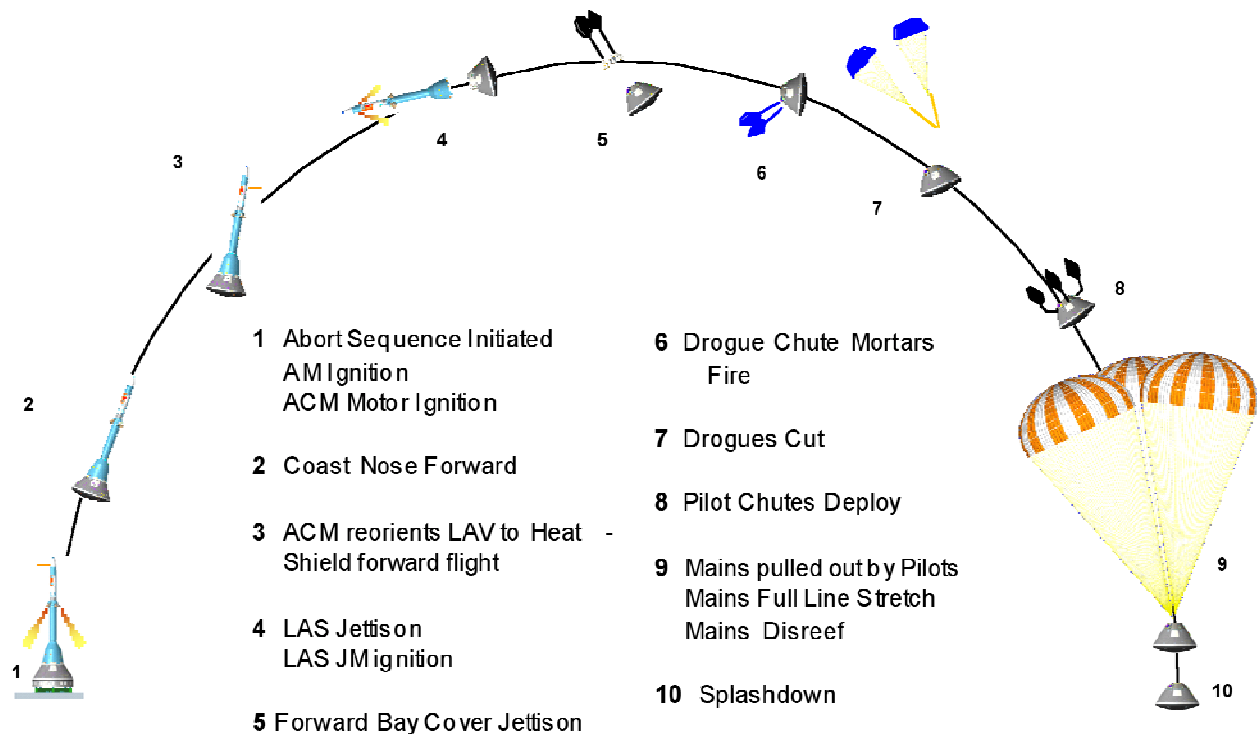 3
4
5
6
7
8
2
9
1
10
1 Abort Sequence Initiated
AM Ignition
ACM Motor Ignition
2 Coast Nose Forward
3 ACM reorients LAV to Heat -
Shield forward flight
4 LAS Jettison
LAS JM ignition
5 Forward Bay Cover Jettison
6 Drogue Chute Mortars
Fire
7 Drogues Cut
8 Pilot Chutes Deploy
9 Mains pulled out by Pilots
Mains Full Line Stretch
Mains Disreef
10 Splashdown